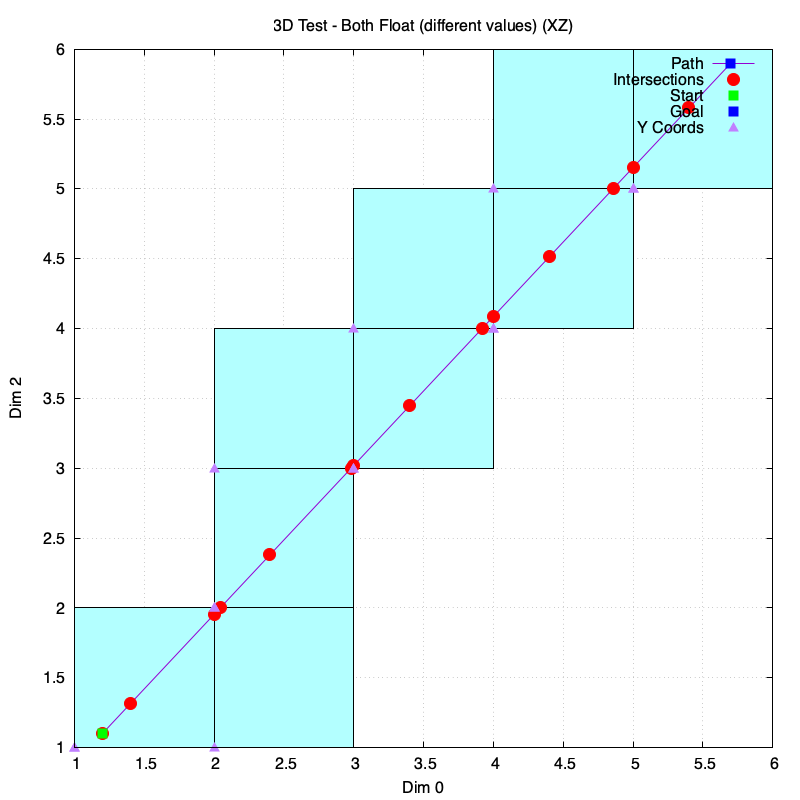 3D Test - Both Float (different values) (XZ)
6
5.5
5
4.5
4
3.5
3
2.5
2
1.5
1
Dim 2
Path
Intersections
Start
Goal
Y Coords
1 1.5 2 2.5 3 3.5 4 4.5 5 5.5 6
Dim 0